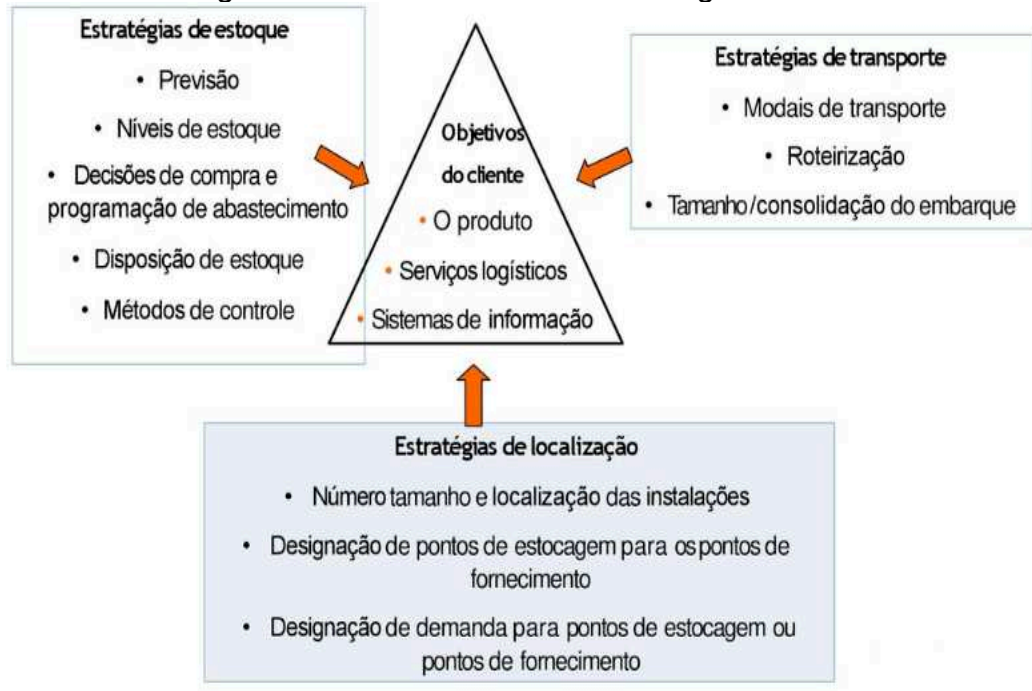 Estratégias de estoque
• Previsão
• Níveis de estoque
• Decisões de compra e
programação de abastecimento
• Disposição de estoque
• Métodos de controle
Objetivos
do cliente
• O produto
• Serviços logísticos
• Sistemas de informação
Estratégias de transporte
• Modais de transporte
• Roteirização
• Tamanho/consolidação do embarque
Estratégias de localização
• Número tamanho e localização das instalações
• Designação de pontos de estocagem para os pontos de
fornecimento
• Designação de demanda para pontos de estocagem ou
pontos de fornecimento